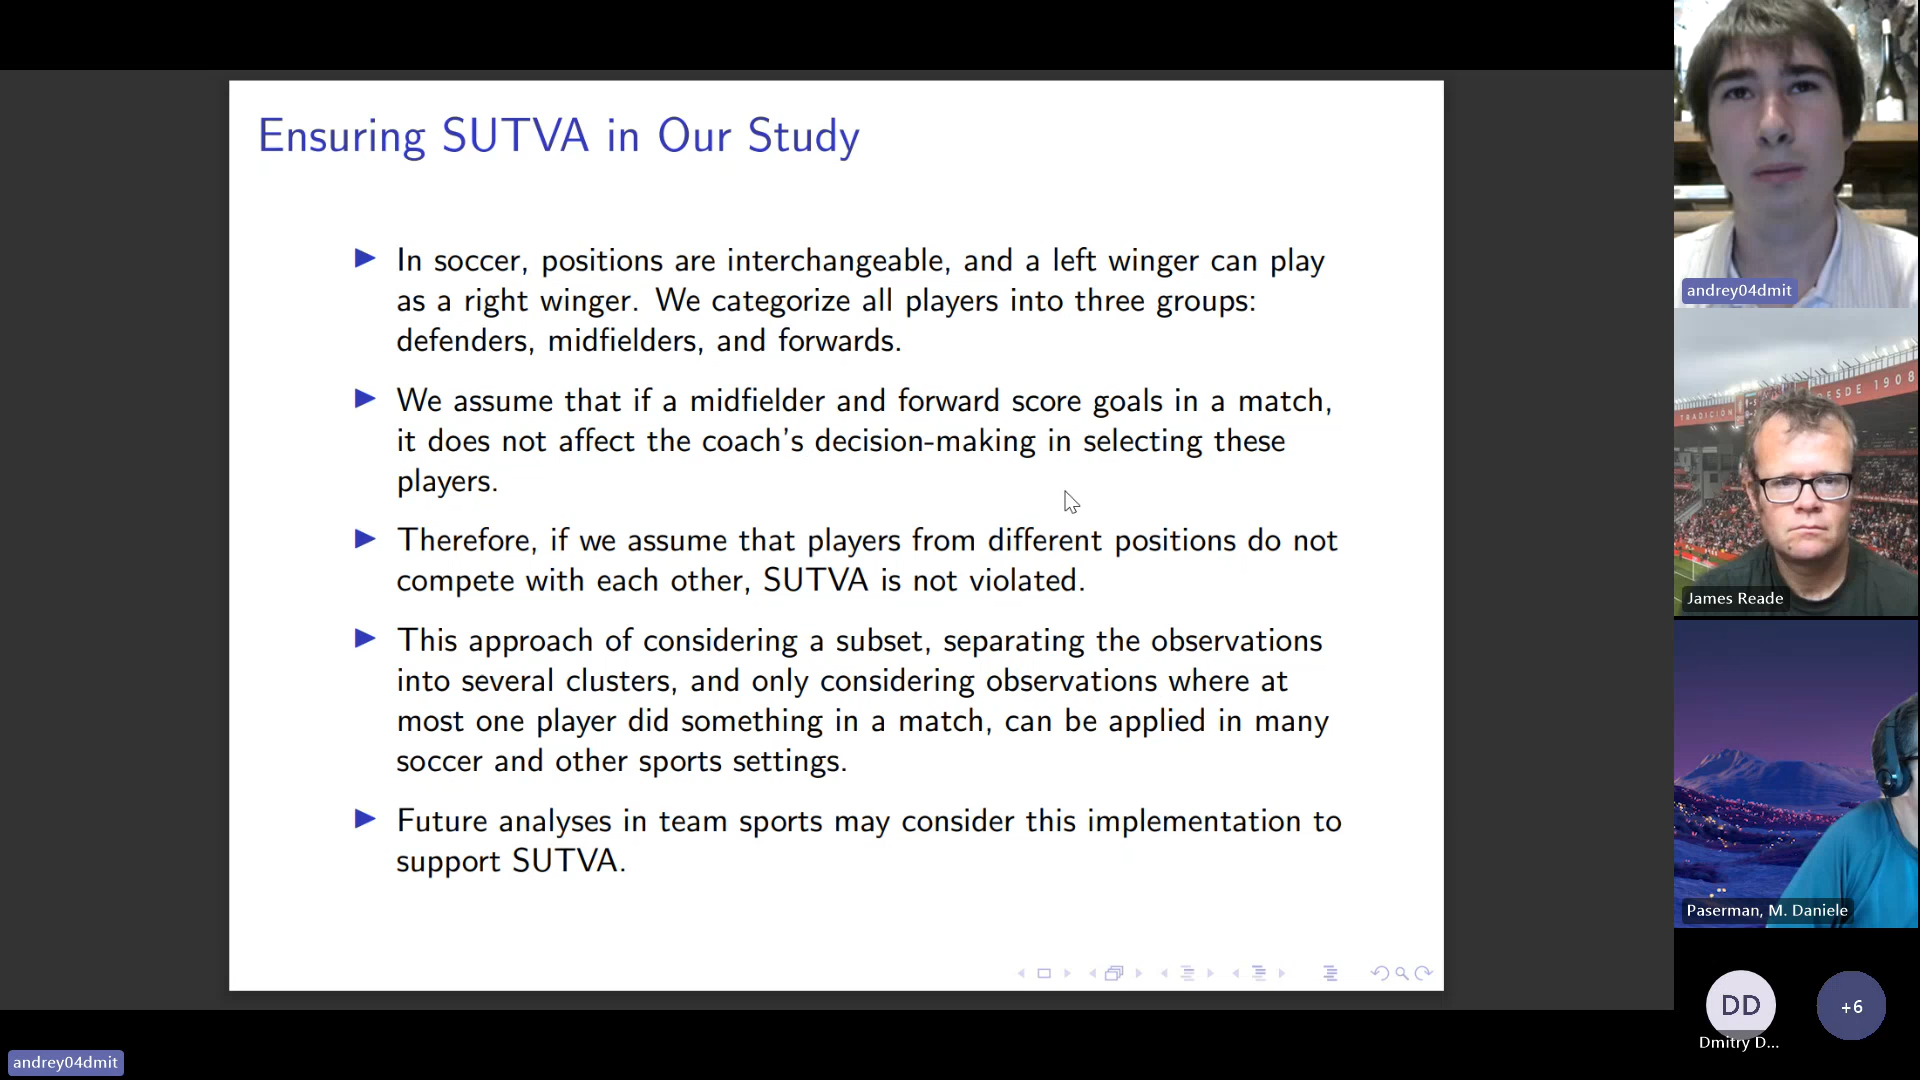 Ensuring SUTVA in Our Study
In soccer, positions are interchangeable, and a left winger can play
as a right winger. We categorize all players into three groups:
defenders, midfielders, and forwards.
We assume that if a midfielder and forward score goals in a match,
it does not affect the coach's decision-making in selecting these
players.
Therefore, if we assume that players from different positions do not
compete with each other, SUTVA is not violated.
This approach of considering a subset, separating the observations
into several clusters, and only considering observations where at
most one player did something in a match, can be applied in many
soccer and other sports settings.
Future analyses in team sports may consider this implementation to
support SUTVA.
andrey04dmit
TRADICION
DESDE 1908
James Reade
Paserman, M. Daniele
DD
+6
Dmitry D...
andrey04dmit